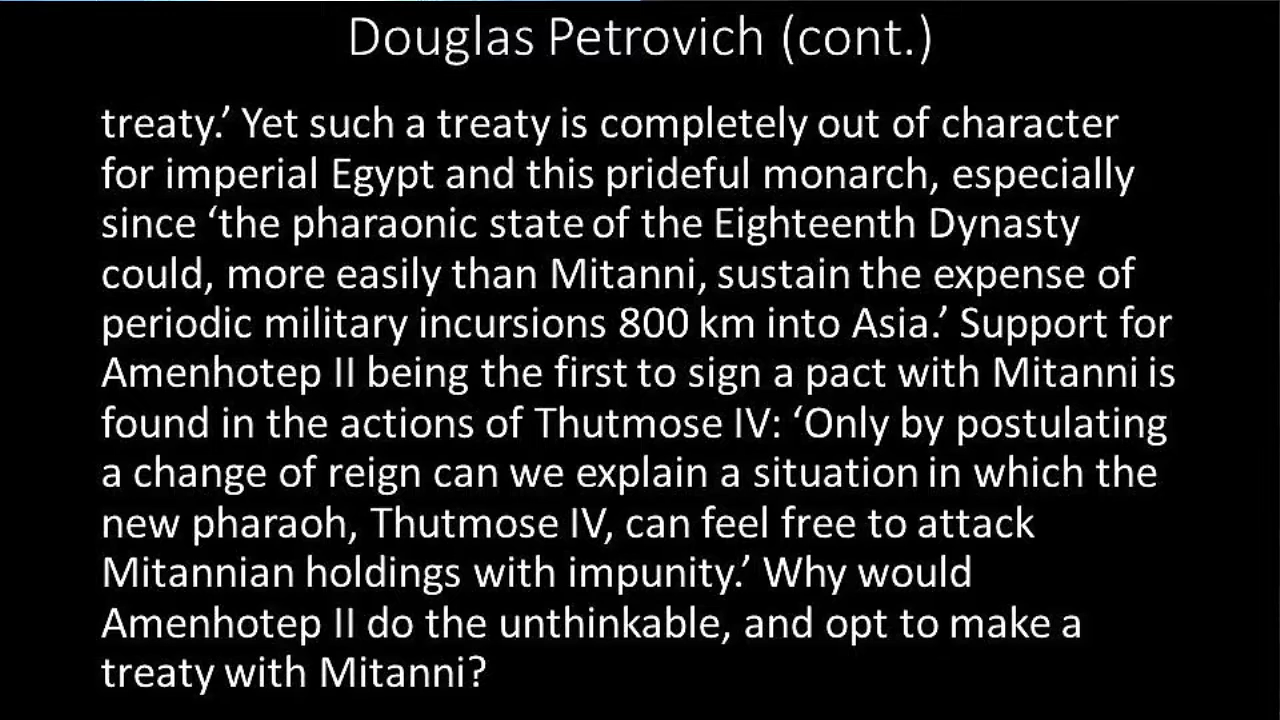 Douglas Petrovich (cont.)
treaty.’ Yet such a treaty is completely out of character
for imperial Egypt and this prideful monarch, especially
since ‘the pharaonic state of the Eighteenth Dynasty
could, more easily than Mitanni, sustain the expense of
periodic military incursions 800 km into Asia.’ Support for
Amenhotep II being the first to sign a pact with Mitanni is
found in the actions of Thutmose IV: ‘Only by postulating
a change of reign can we explain a situation in which the
new pharaoh, Thutmose IV, can feel free to attack
Mitannian holdings with impunity.’ Why would
Amenhotep II do the unthinkable, and opt to make a
treaty with Mitanni?